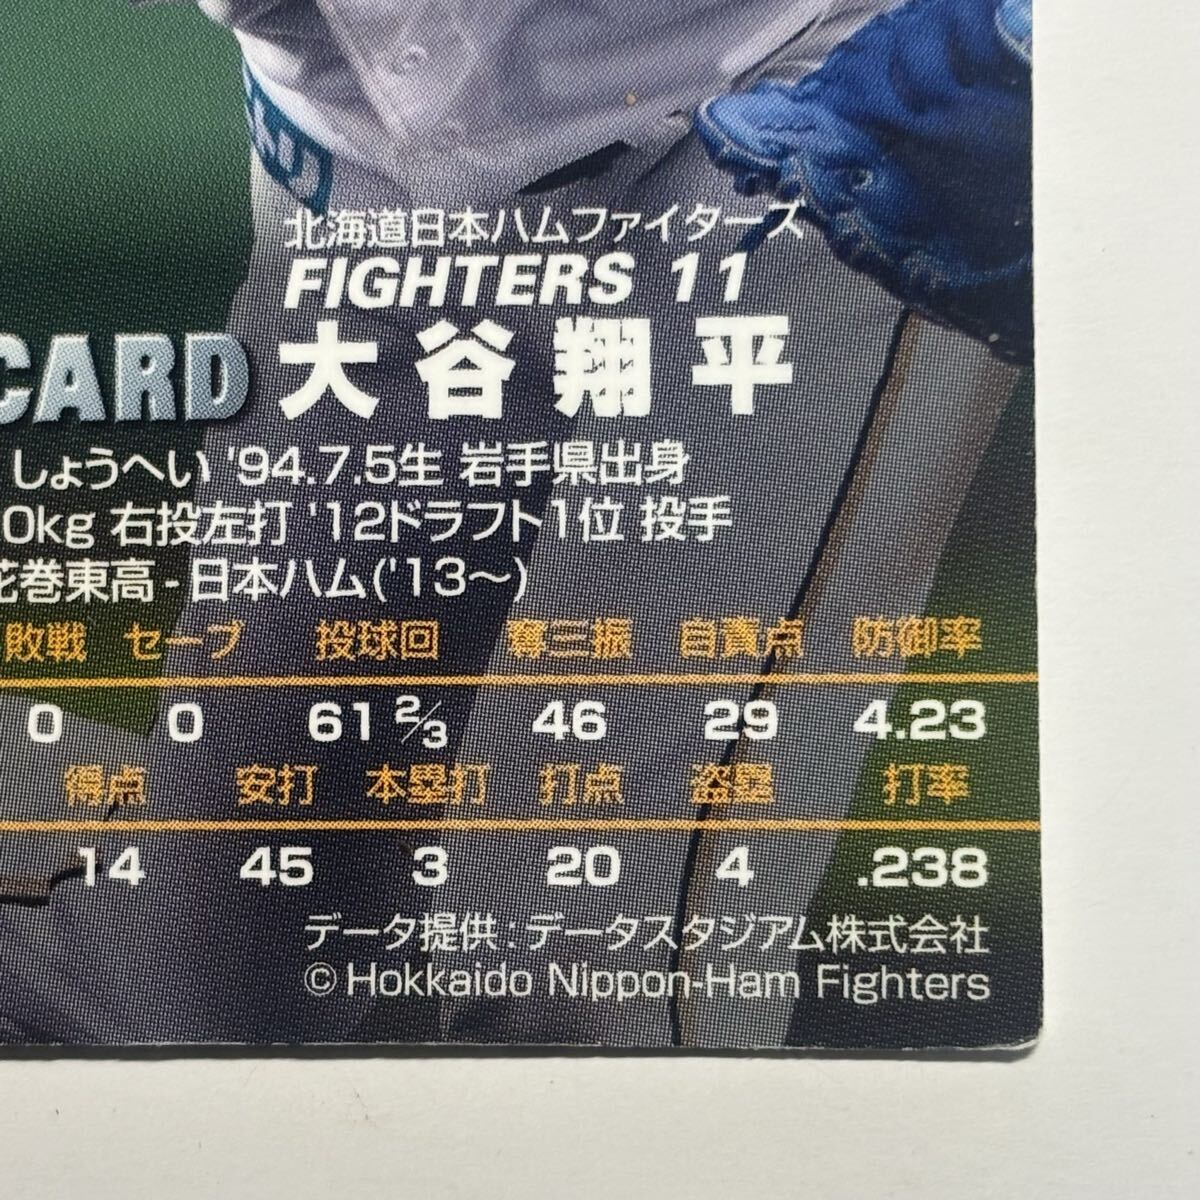 北海道日本ハムファイターズ
FIGHTERS 11
CARD 大谷翔平
しょうへい '94.7.5生 岩手県出身
0kg 右投左打 '12ドラフト1位 投手
花巻東高 - 日本ハム('13〜)
敗戦 セーブ 投球回 奪三振 自責点 防御率
0 0 61 2/3 46 29 4.23
得点 安打 本塁打 打点 盗塁 打率
14 45 3 20 4 .238
データ提供:データスタジアム株式会社
© Hokkaido Nippon-Ham Fighters